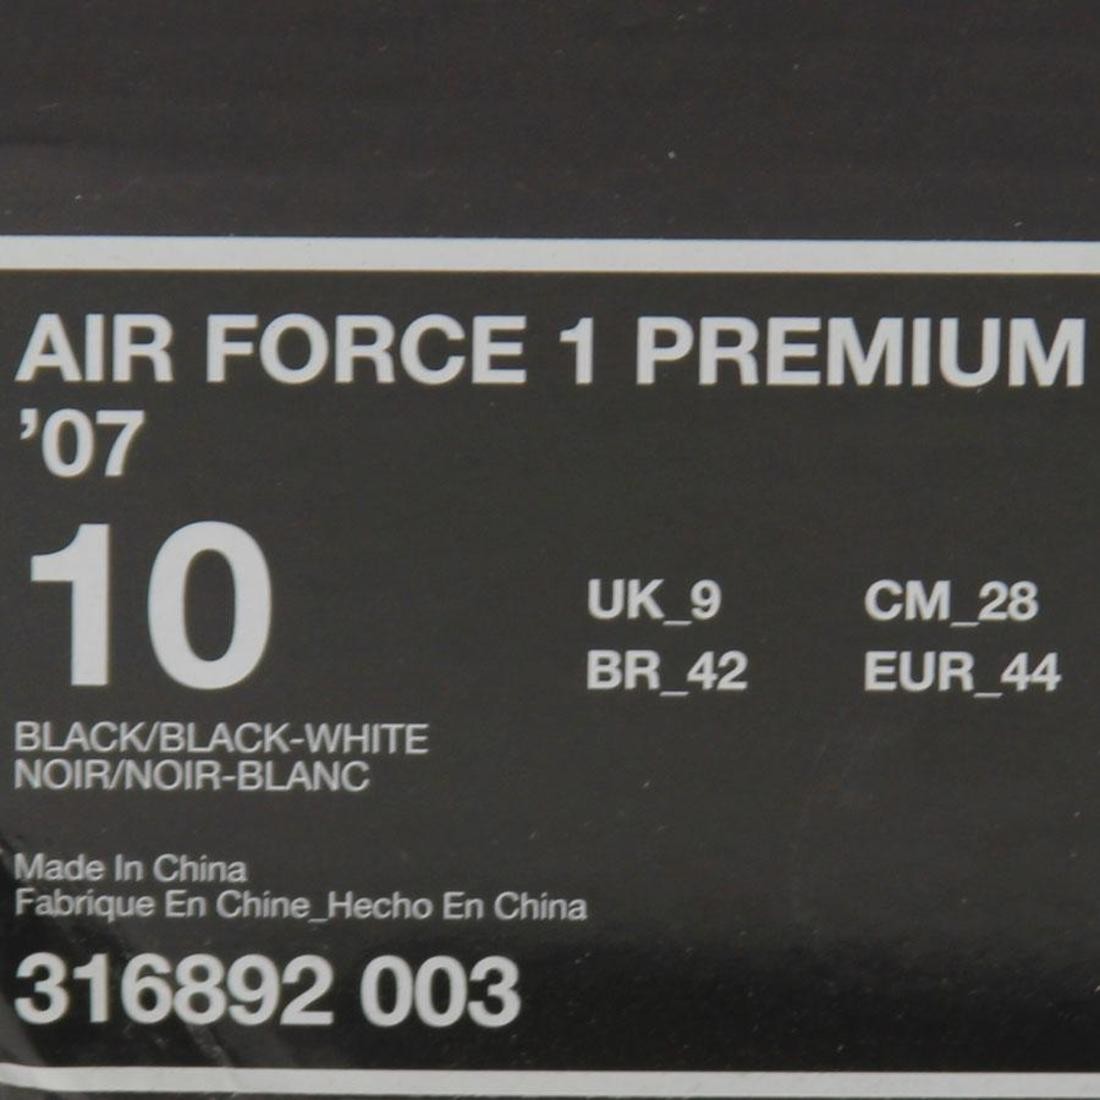 AIR FORCE 1 PREMIUM
’07
10
UK_9 CM_28
BR_42 EUR_44
BLACK/BLACK-WHITE
NOIR/NOIR-BLANC
Made In China
Fabrique En Chine_Hecho En China
316892 003